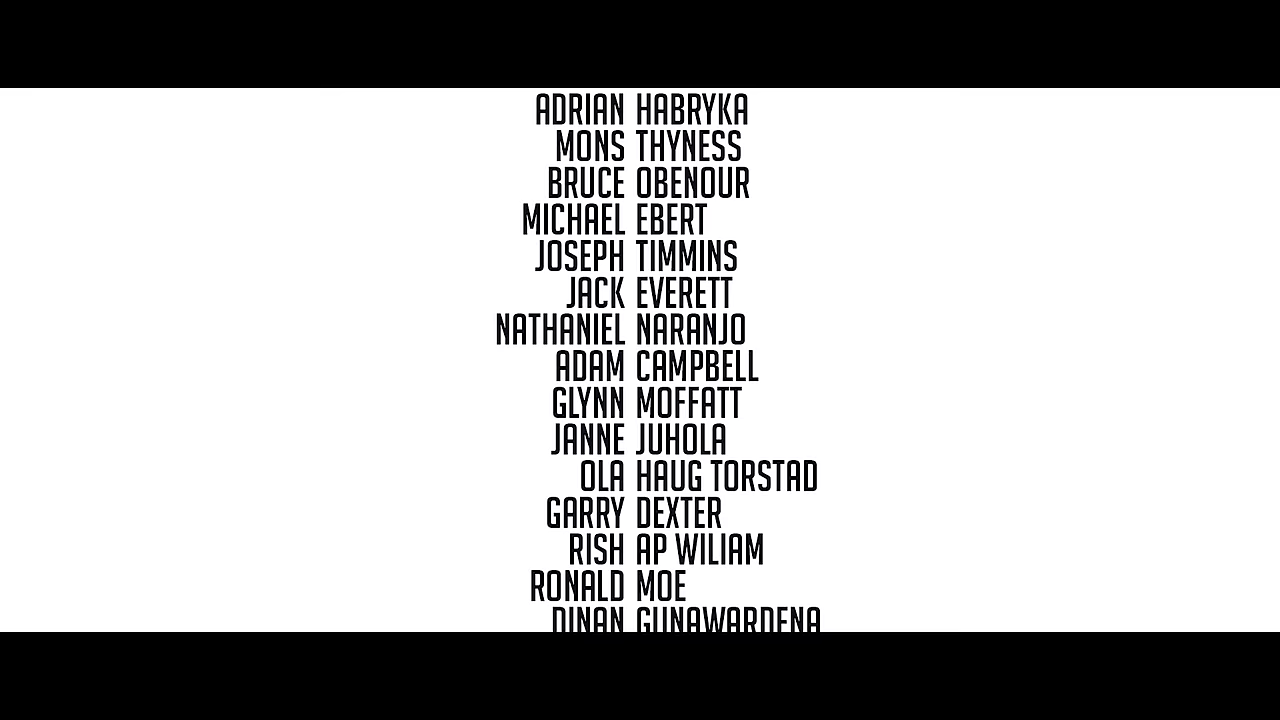 ADRIAN HABRYKA
MONS THYNESS
BRUCE OBENOUR
MICHAEL EBERT
JOSEPH TIMMINS
JACK EVERETT
NATHANIEL NARANJO
ADAM CAMPBELL
GLYNN MOFFATT
JANNE JUHOLA
OLA HAUG TORSTAD
GARRY DEXTER
RISH AP WILIAM
RONALD MOE
DINAN GUNAWARDENA